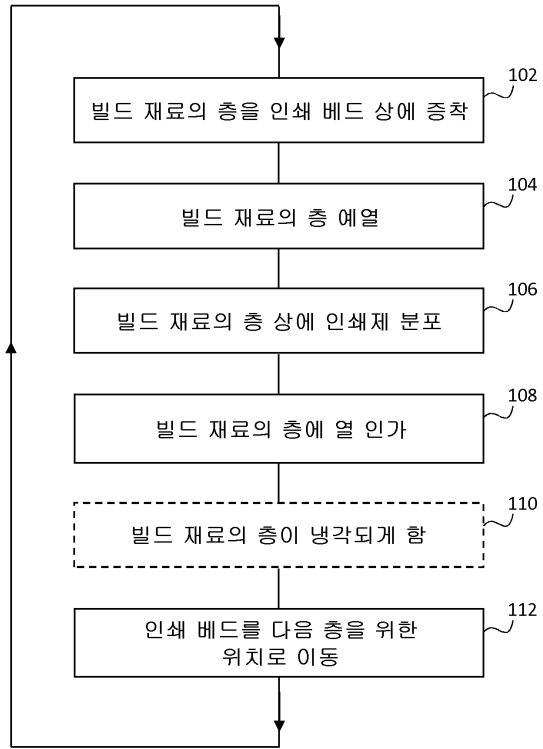 102
빌드 재료의 층을 인쇄 베드 상에 증착
104
빌드 재료의 층 예열
106
빌드 재료의 층 상에 인쇄제 분포
108
빌드 재료의 층에 열 인가
110
빌드 재료의 층이 냉각되게 함
112
인쇄 베드를 다음 층을 위한
위치로 이동